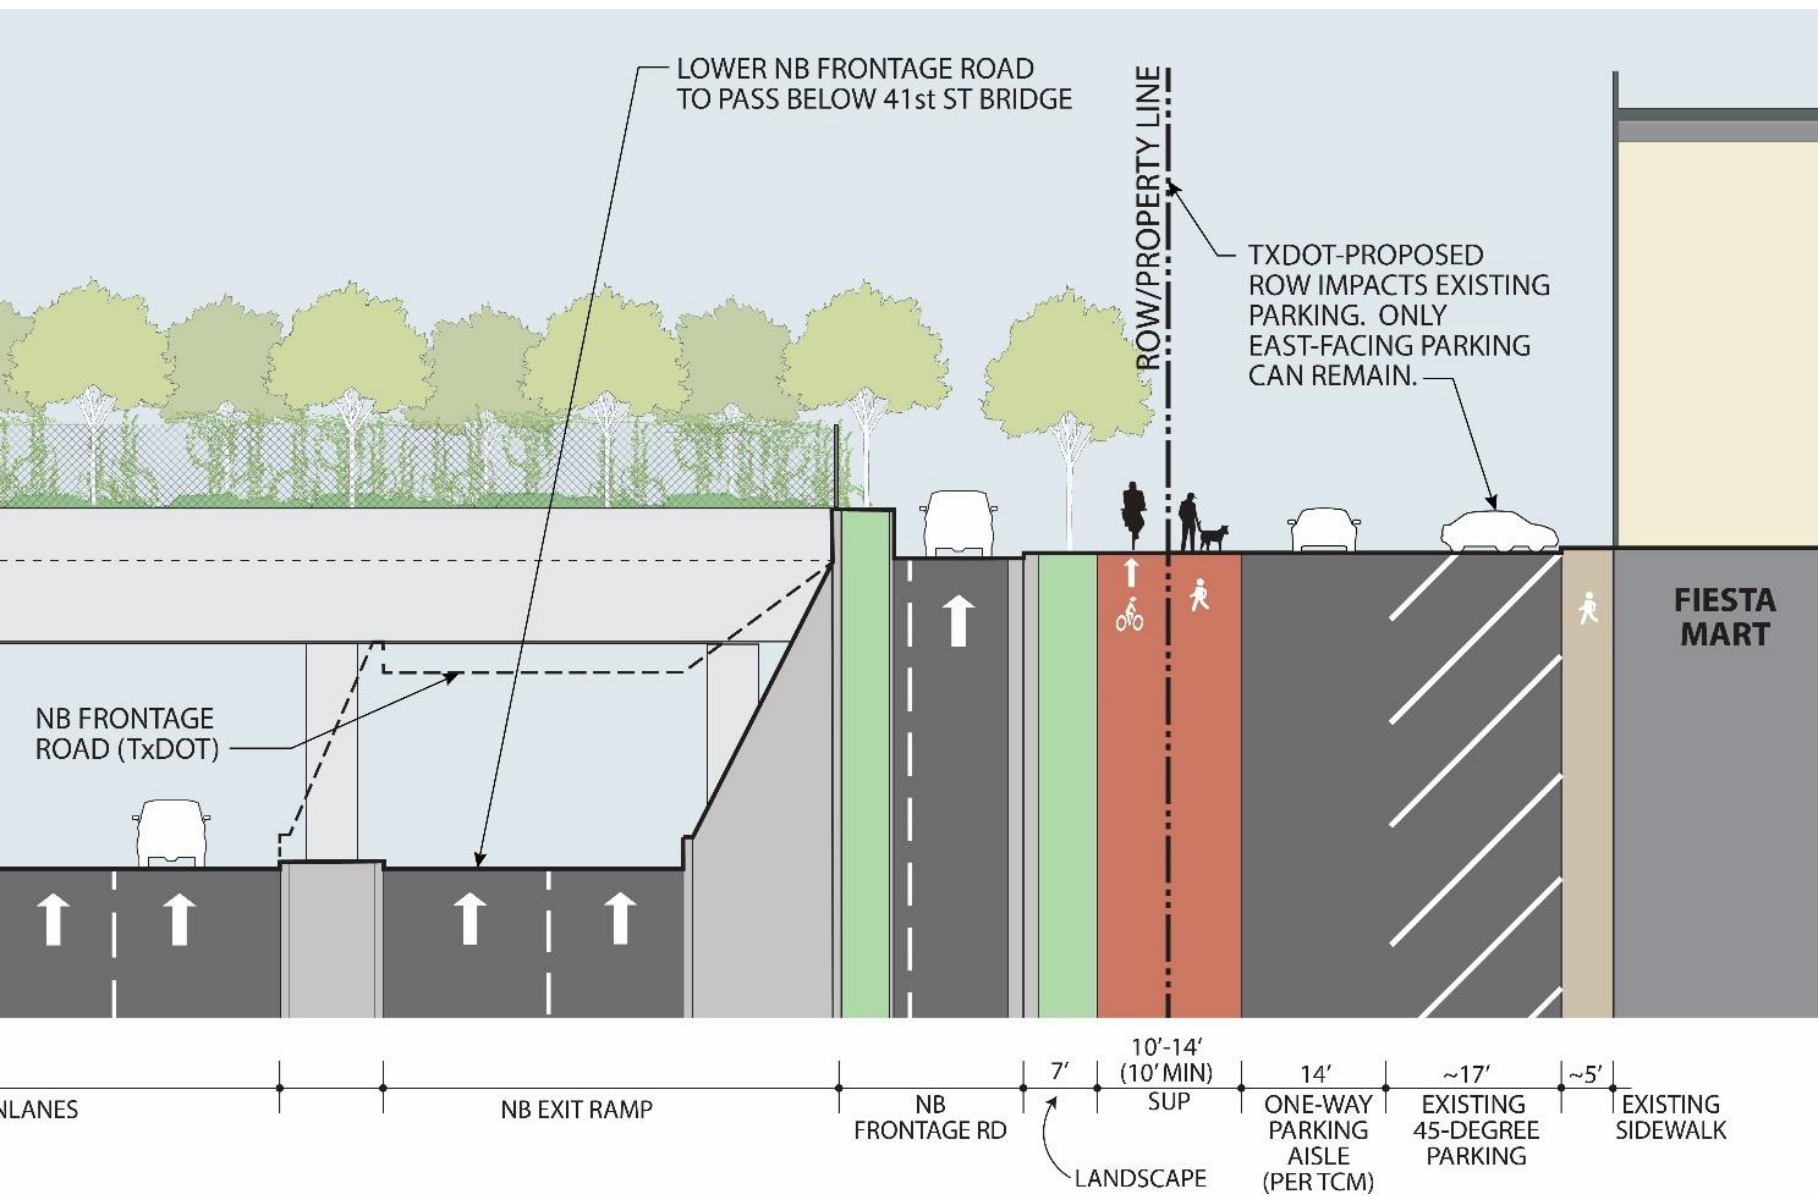 LOWER NB FRONTAGE ROAD
TO PASS BELOW 41st ST BRIDGE
ROW/PROPERTY LINE
TXDOT-PROPOSED
ROW IMPACTS EXISTING
PARKING. ONLY
EAST-FACING PARKING
CAN REMAIN.
FIESTA
MART
NB FRONTAGE
ROAD (TxDOT)
NLANES
NB EXIT RAMP
NB
FRONTAGE RD
7'
LANDSCAPE
10'-14'
(10' MIN)
SUP
14'
ONE-WAY
PARKING
AISLE
(PER TCM)
~17'
EXISTING
45-DEGREE
PARKING
~5'
EXISTING
SIDEWALK